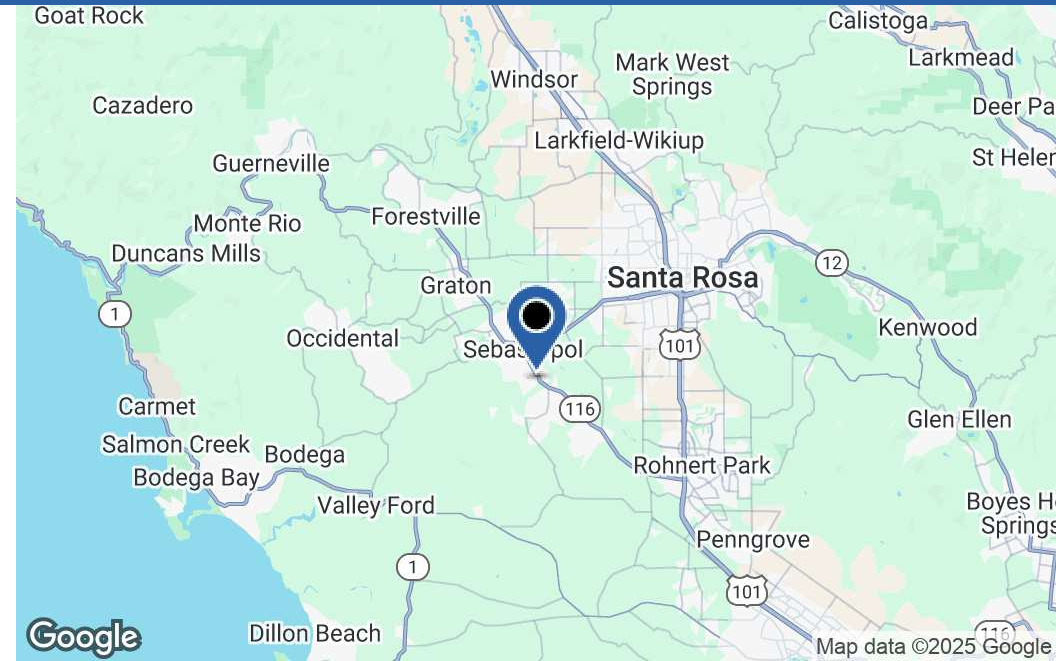 Goat Rock
Calistoga
Larkmead
Mark West
Springs
Windsor
Cazadero
Deer Pa
Larkfield-Wikiup
St Helen
Guerneville
Forestville
Monte Rio
Duncans Mills
12
Santa Rosa
Graton
1
Kenwood
Occidental
101
Sebastopol
Carmet
116
Glen Ellen
Salmon Creek
Bodega
Rohnert Park
Bodega Bay
Valley Ford
Boyes H
Springs
Penngrove
1
101
Google
Dillon Beach
116
Map data ©2025 Google